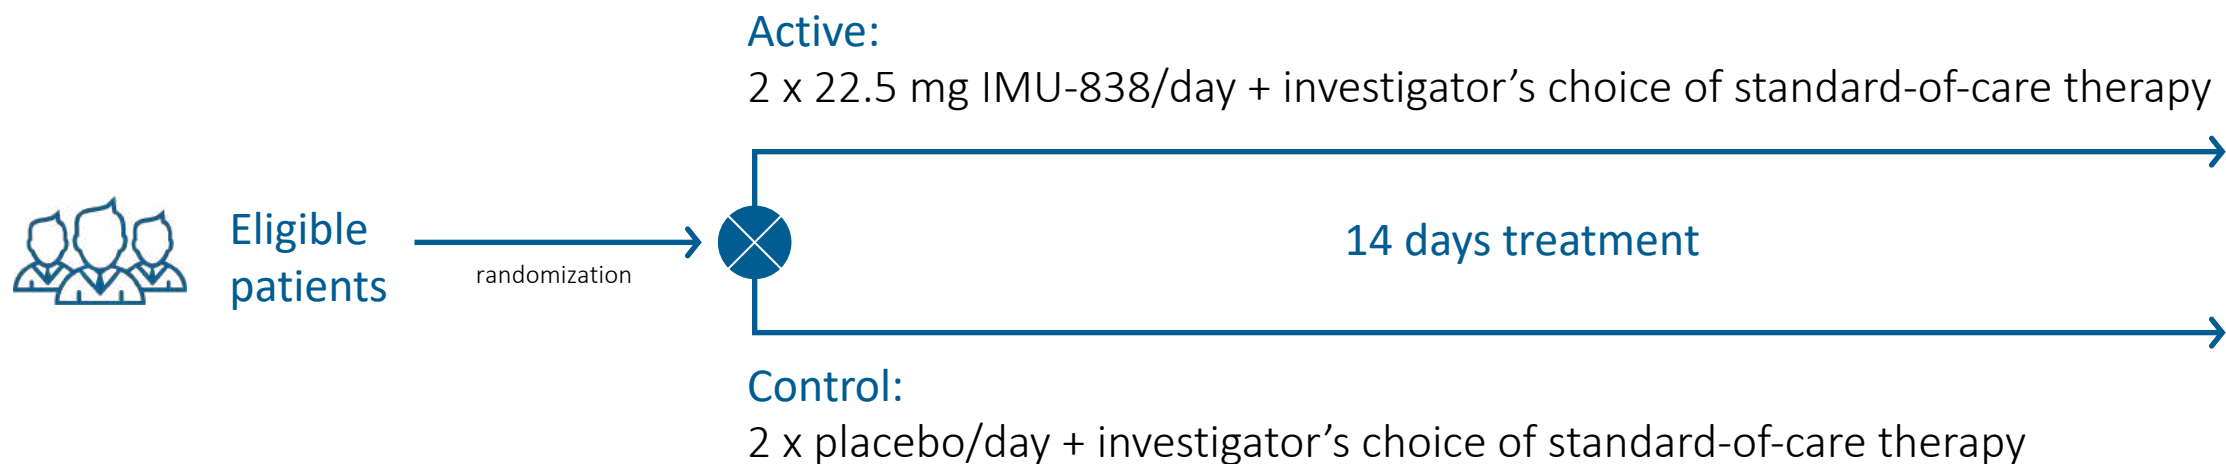 Active:
2 x 22.5 mg IMU-838/day + investigator’s choice of standard-of-care therapy
Eligible
patients
randomization
14 days treatment
Control:
2 x placebo/day + investigator’s choice of standard-of-care therapy